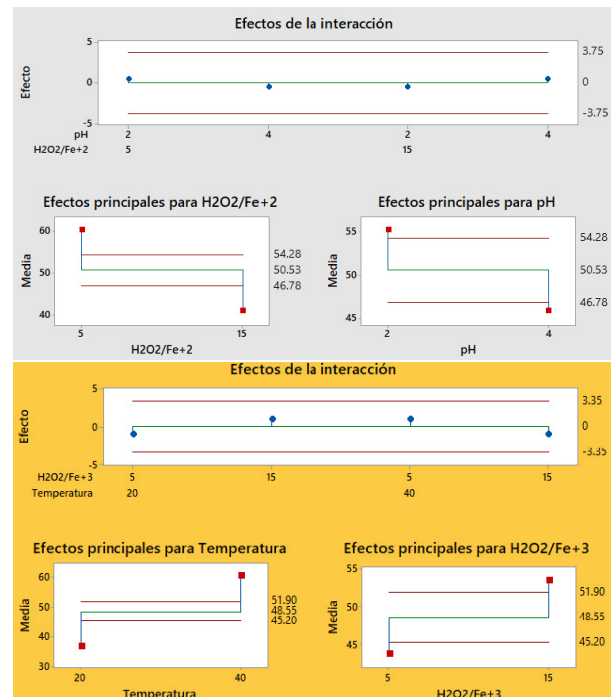 Efectos de la interacción
5
3.75
Efecto
0
0
-5
-3.75
pH 2 4 2 4
H2O2/Fe+2 5 15
Efectos principales para H2O2/Fe+2
60
Media
50
40
54.28
50.53
46.78
5 15
H2O2/Fe+2
Efectos principales para pH
55
Media
50
45
54.28
50.53
46.78
2 4
pH
Efectos de la interacción
5
3.35
Efecto
0
0
-5
-3.35
H2O2/Fe+3 5 15 5 15
Temperatura 20 40
Efectos principales para Temperatura
60
Media
50
40
30
51.90
48.55
45.20
20 40
Temperatura
Efectos principales para H2O2/Fe+3
55
Media
50
45
51.90
48.55
45.20
5 15
H2O2/Fe+3